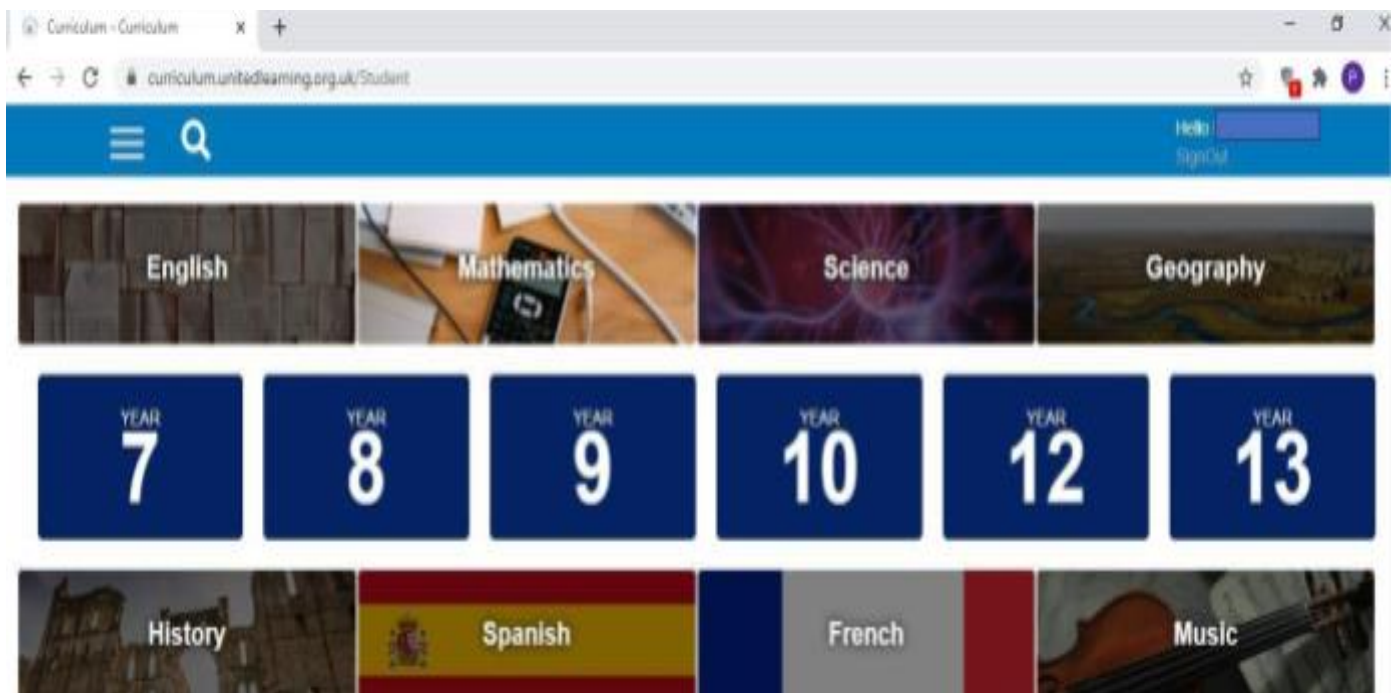 Curriculum - Curriculum
curriculum.unitedlearning.org.uk/Student
Hello
SignOut
English Mathematics Science Geography
YEAR YEAR YEAR YEAR YEAR YEAR
7 8 9 10 12 13
History Spanish French Music